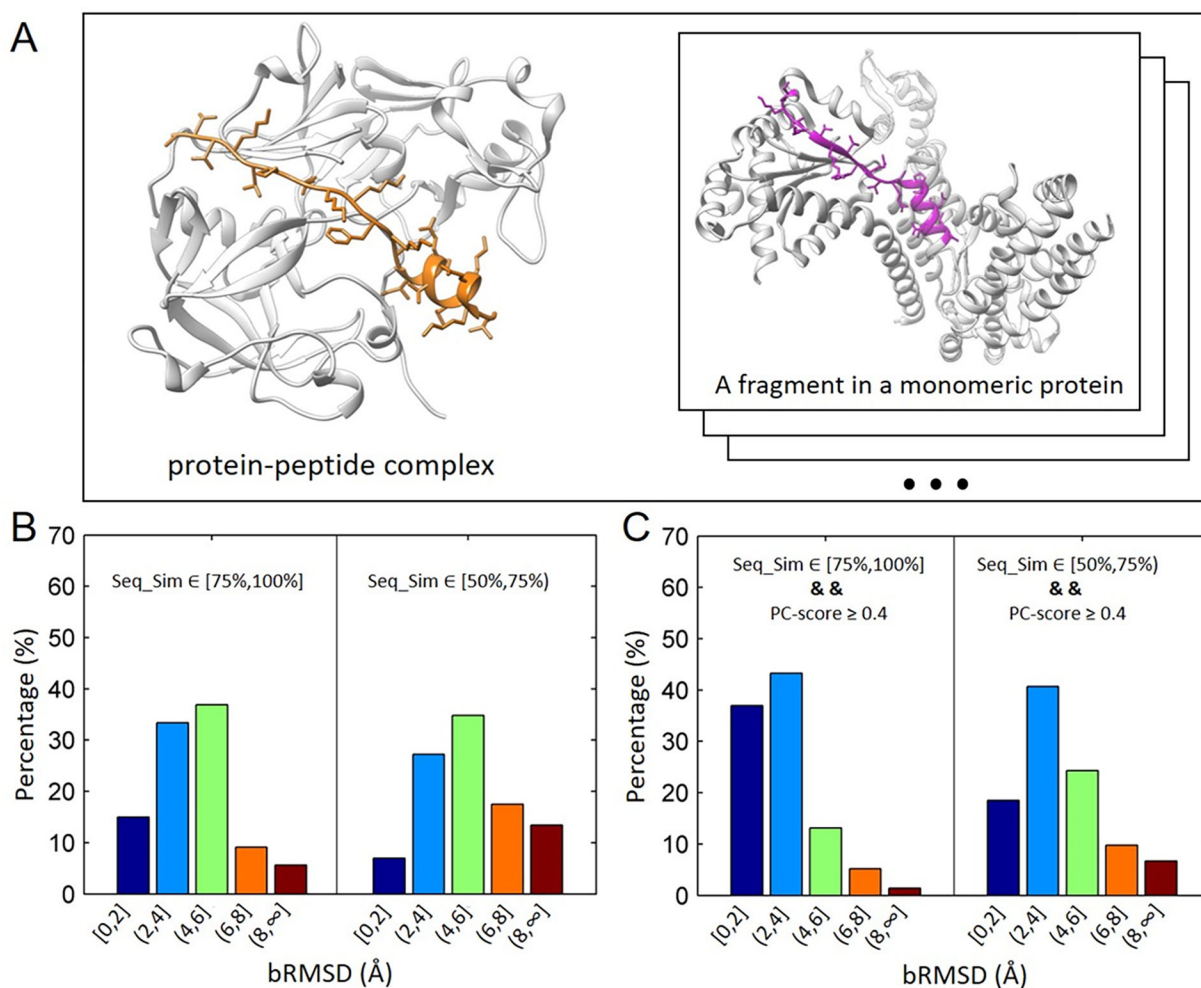 A
protein-peptide complex
A fragment in a monomeric protein
• • •
B
Percentage (%)
70
60
50
40
30
20
10
0
Seq_Sim ∈ [75%,100%]
Seq_Sim ∈ [50%,75%)
[0,2]
(2,4]
(4,6]
(6,8]
(8,∞]
[0,2]
(2,4]
(4,6]
(6,8]
(8,∞]
bRMSD (Å)
C
Percentage (%)
70
60
50
40
30
20
10
0
Seq_Sim ∈ [75%,100%]
& &
PC-score ≥ 0.4
Seq_Sim ∈ [50%,75%)
& &
PC-score ≥ 0.4
[0,2]
(2,4]
(4,6]
(6,8]
(8,∞]
[0,2]
(2,4]
(4,6]
(6,8]
(8,∞]
bRMSD (Å)